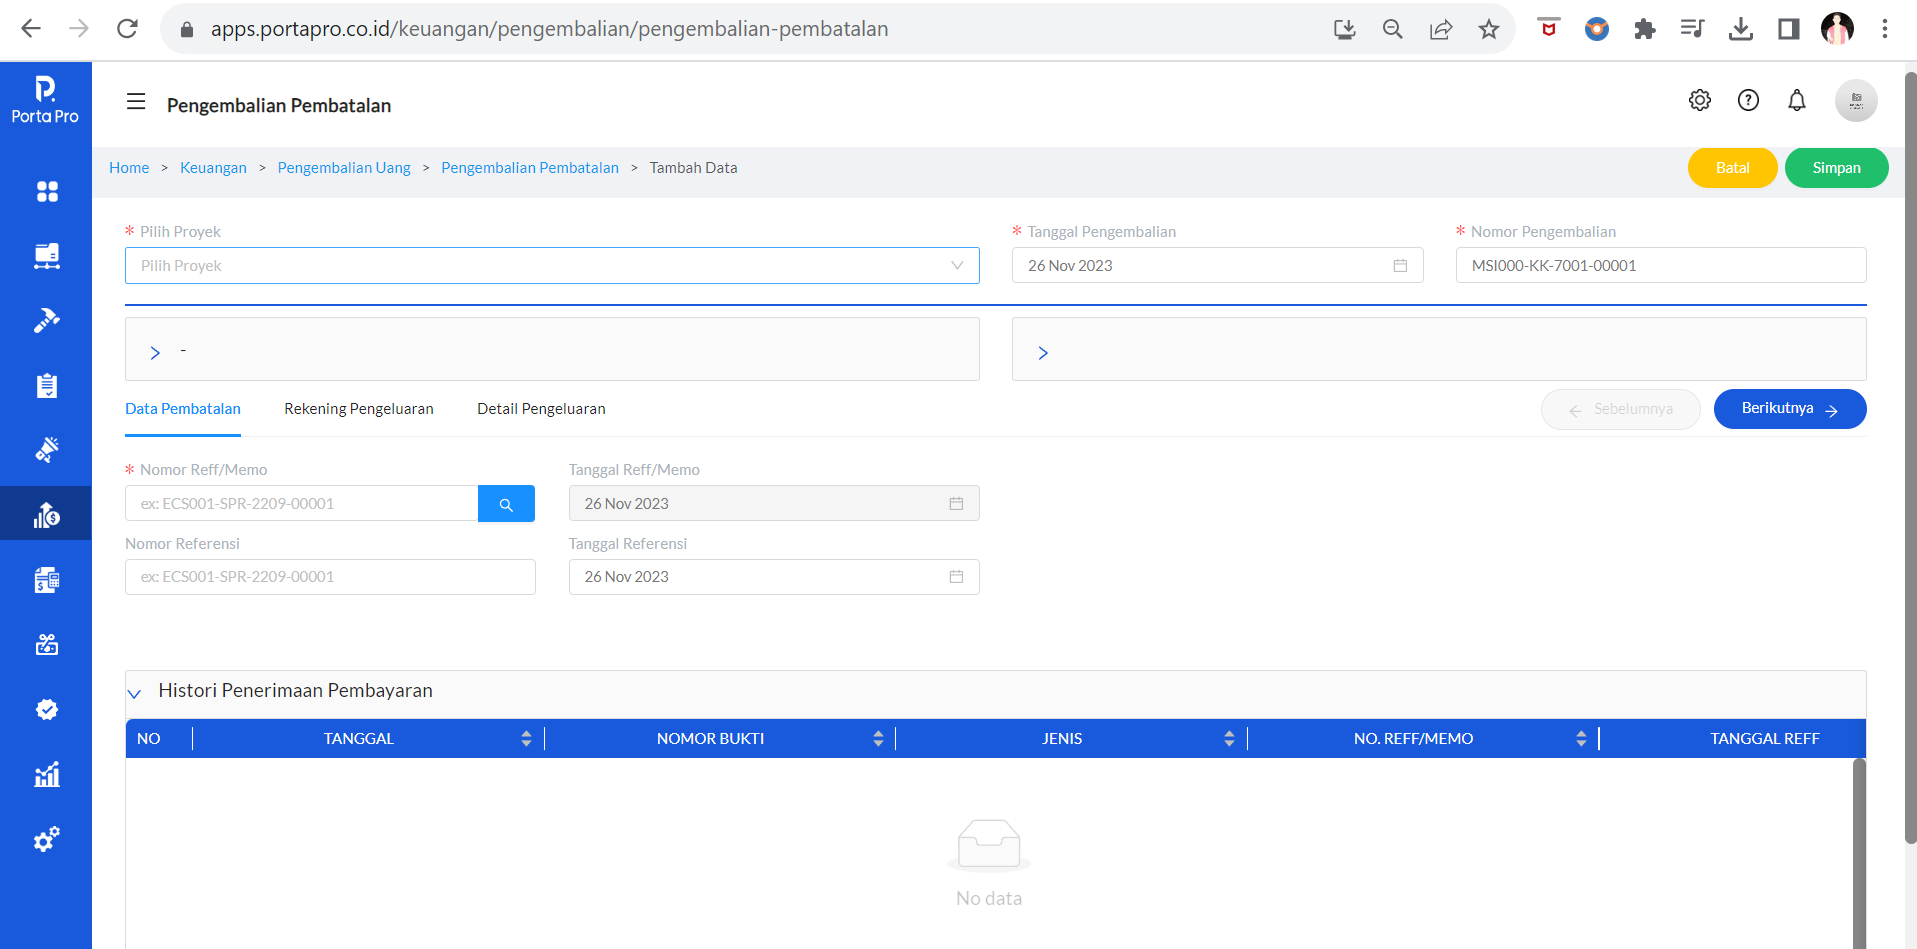 apps.portapro.co.id/keuangan/pengembalian/pengembalian-pembatalan
Porta Pro
Pengembalian Pembatalan
Home > Keuangan > Pengembalian Uang > Pengembalian Pembatalan > Tambah Data
Batal
Simpan
* Pilih Proyek
* Tanggal Pengembalian
* Nomor Pengembalian
Pilih Proyek
26 Nov 2023
MSI000-KK-7001-00001
> -
>
Data Pembatalan
Rekening Pengeluaran
Detail Pengeluaran
← Sebelumnya
Berikutnya →
* Nomor Reff/Memo
Tanggal Reff/Memo
ex: ECS001-SPR-2209-00001
26 Nov 2023
Nomor Referensi
Tanggal Referensi
ex: ECS001-SPR-2209-00001
26 Nov 2023
Histori Penerimaan Pembayaran
NO
TANGGAL
NOMOR BUKTI
JENIS
NO. REFF/MEMO
TANGGAL REFF
No data